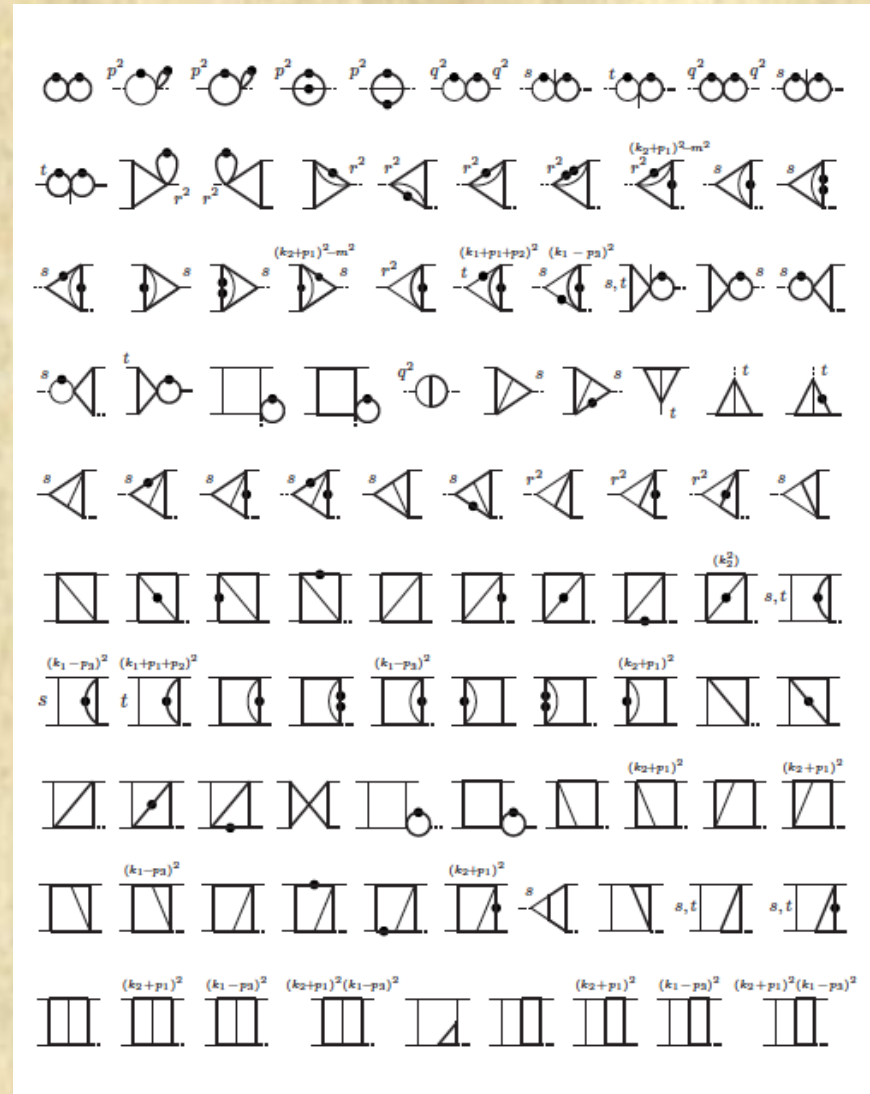 p² p² p² p² q² q² s t q² q² s
t r² r² r² r² r² r² (k₂+p₁)²−m² r² s s
s s s (k₂+p₁)²−m² s r² (k₁+p₁+p₂)² t (k₁ − p₃)² s s,t s s
s t q² s s t t t
s s s s s s r² r² r² s
(k₂²) s,t
(k₁−p₃)² s (k₁+p₁+p₂)² t (k₁−p₃)² (k₂+p₁)²
(k₂+p₁)² (k₂+p₁)²
(k₁−p₃)² (k₂+p₁)² s s,t s,t
(k₂+p₁)² (k₁−p₃)² (k₂+p₁)²(k₁−p₃)² (k₂+p₁)² (k₁−p₃)² (k₂+p₁)²(k₁−p₃)²